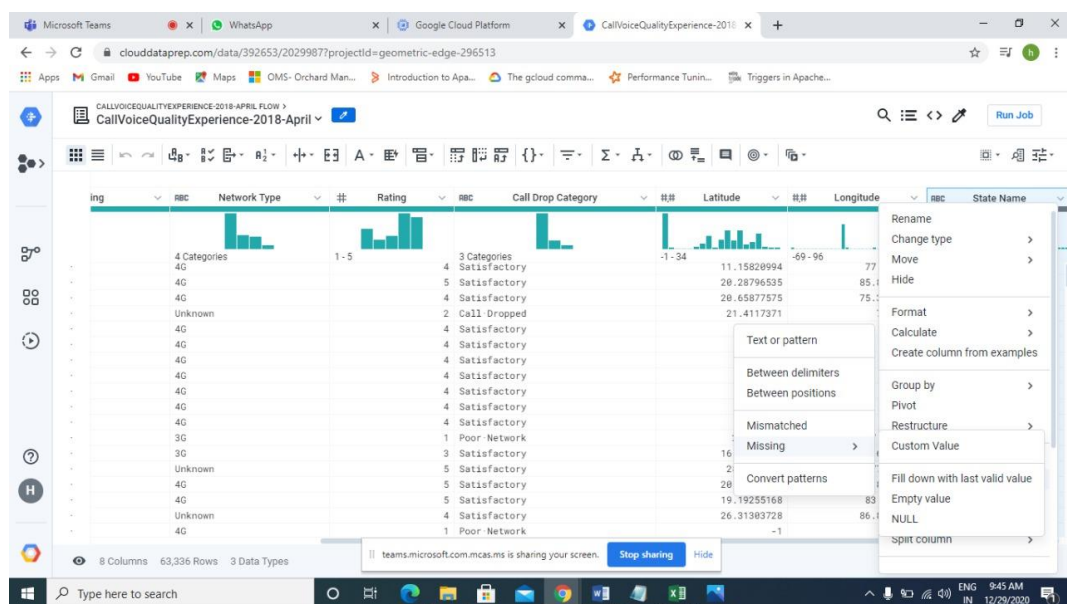 Microsoft Teams
WhatsApp
Google Cloud Platform
CallVoiceQualityExperience-2018
clouddataprep.com/data/392653/2029987?projectId=geometric-edge-296513
h
Apps
Gmail
YouTube
Maps
OMS- Orchard Man...
Introduction to Apa...
The gcloud comma...
Performance Tunin...
Triggers in Apache...
CALLVOICEQUALITYEXPERIENCE-2018-APRIL FLOW >
CallVoiceQualityExperience-2018-April
Run Job
ing
ABC Network Type
# Rating
ABC Call Drop Category
#.# Latitude
#.# Longitude
ABC State Name
4 Categories
1 - 5
3 Categories
-1 - 34
-69 - 96
4G 4 Satisfactory 11.15820994 77
4G 5 Satisfactory 20.28796535 85.
4G 4 Satisfactory 20.65877575 75.
Unknown 2 Call·Dropped 21.4117371
4G 4 Satisfactory
4G 4 Satisfactory
4G 4 Satisfactory
4G 4 Satisfactory
4G 4 Satisfactory
4G 4 Satisfactory
4G 4 Satisfactory
3G 1 Poor·Network
3G 3 Satisfactory 16
Unknown 5 Satisfactory 2
4G 5 Satisfactory 20
4G 5 Satisfactory 19.19255168 83
Unknown 4 Satisfactory 26.31303728 86.
4G 1 Poor·Network -1
Rename
Change type
Move
Hide
Format
Calculate
Create column from examples
Group by
Pivot
Restructure
Split column
Text or pattern
Between delimiters
Between positions
Mismatched
Missing
Convert patterns
Custom Value
Fill down with last valid value
Empty value
NULL
H
8 Columns 63,336 Rows 3 Data Types
teams.microsoft.com.mcas.ms is sharing your screen.
Stop sharing
Hide
Type here to search
ENG
IN
9:45 AM
12/29/2020